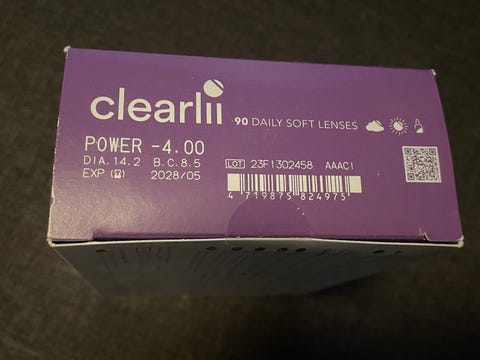 clearlii
90 DAILY SOFT LENSES
POWER -4.00
DIA.14.2 B.C.8.5
EXP 2028/05
LOT 23F1302458 AAACI
4 719875 824975